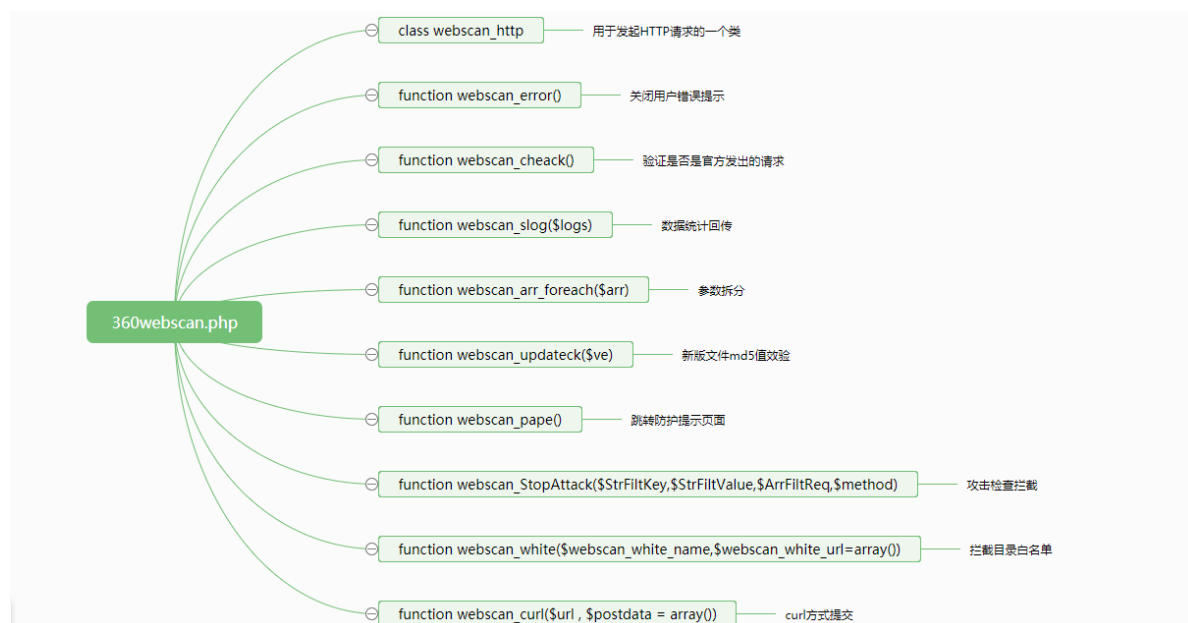 class webscan_http
用于发起HTTP请求的一个类
function webscan_error()
关闭用户错误提示
function webscan_cheack()
验证是否是官方发出的请求
function webscan_slog($logs)
数据统计回传
function webscan_arr_foreach($arr)
参数拆分
360webscan.php
function webscan_updateck($ve)
新版文件md5值效验
function webscan_pape()
跳转防护提示页面
function webscan_StopAttack($StrFiltKey,$StrFiltValue,$ArrFiltReq,$method)
攻击检查拦截
function webscan_white($webscan_white_name,$webscan_white_url=array())
拦截目录白名单
function webscan_curl($url , $postdata = array())
curl方式提交